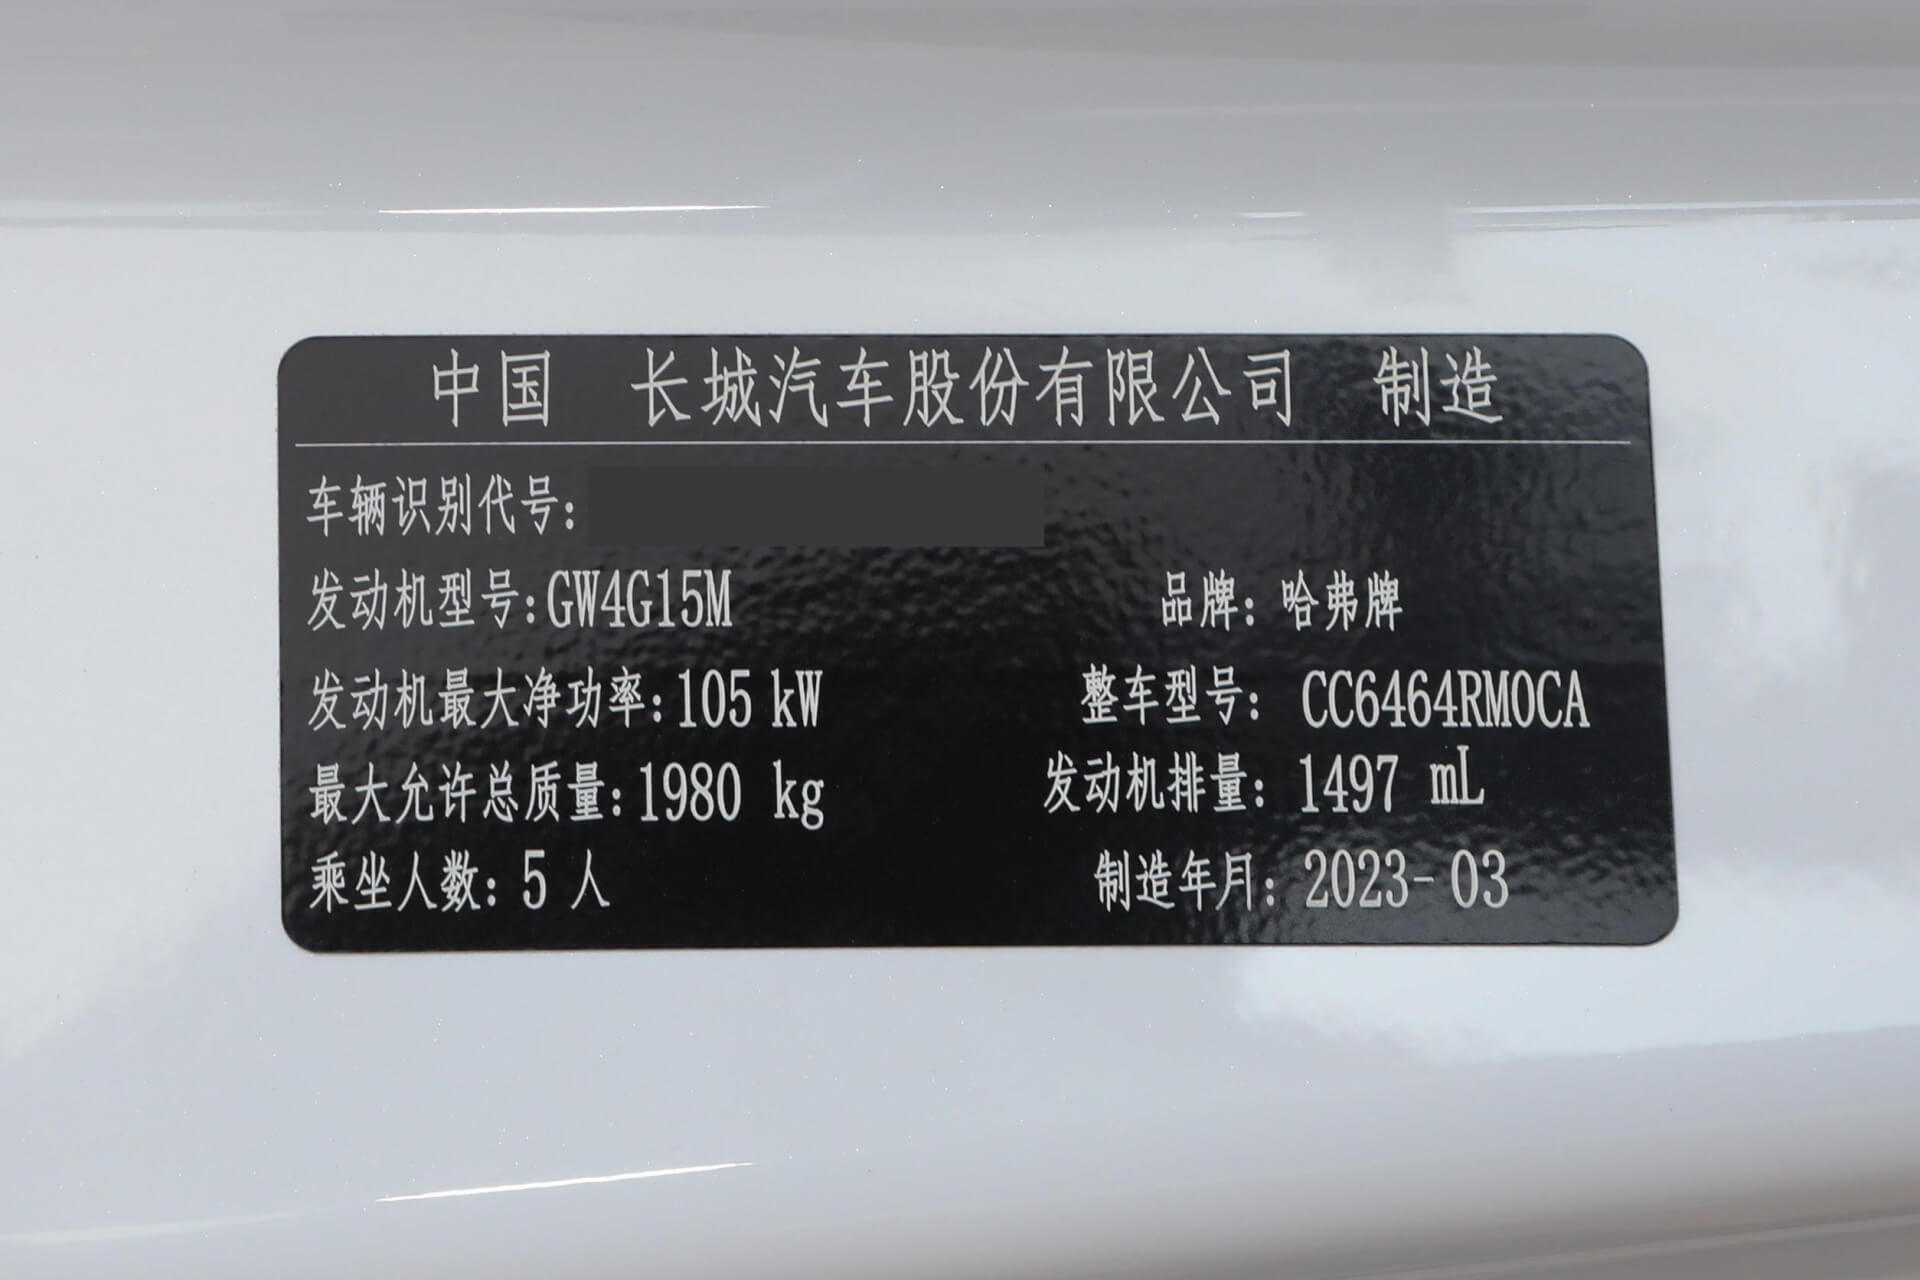 中国 长城汽车股份有限公司 制造
车辆识别代号:
发动机型号:GW4G15M 品牌: 哈弗牌
发动机最大净功率:105 kW 整车型号: CC6464RM0CA
最大允许总质量:1980 kg 发动机排量: 1497 mL
乘坐人数: 5 人 制造年月: 2023- 03